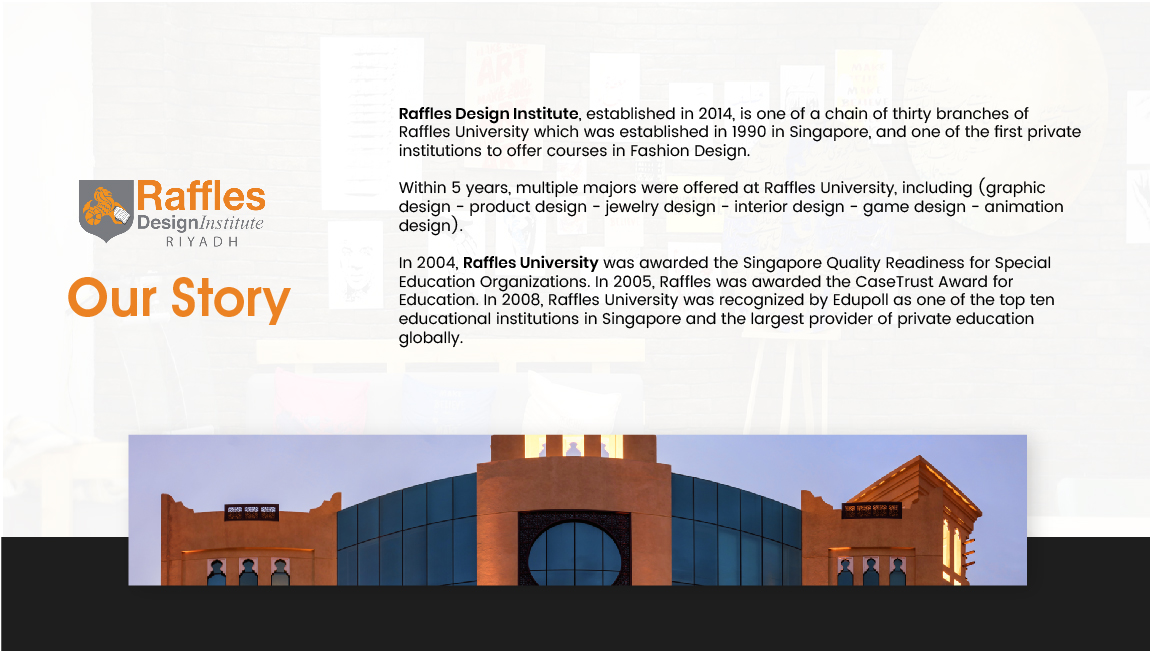 Raffles
Design Institute
RIYADH
Our Story
Raffles Design Institute, established in 2014, is one of a chain of thirty branches of
Raffles University which was established in 1990 in Singapore, and one of the first private
institutions to offer courses in Fashion Design.
Within 5 years, multiple majors were offered at Raffles University, including (graphic
design - product design - jewelry design - interior design - game design - animation
design).
In 2004, Raffles University was awarded the Singapore Quality Readiness for Special
Education Organizations. In 2005, Raffles was awarded the CaseTrust Award for
Education. In 2008, Raffles University was recognized by Edupoll as one of the top ten
educational institutions in Singapore and the largest provider of private education
globally.
ART